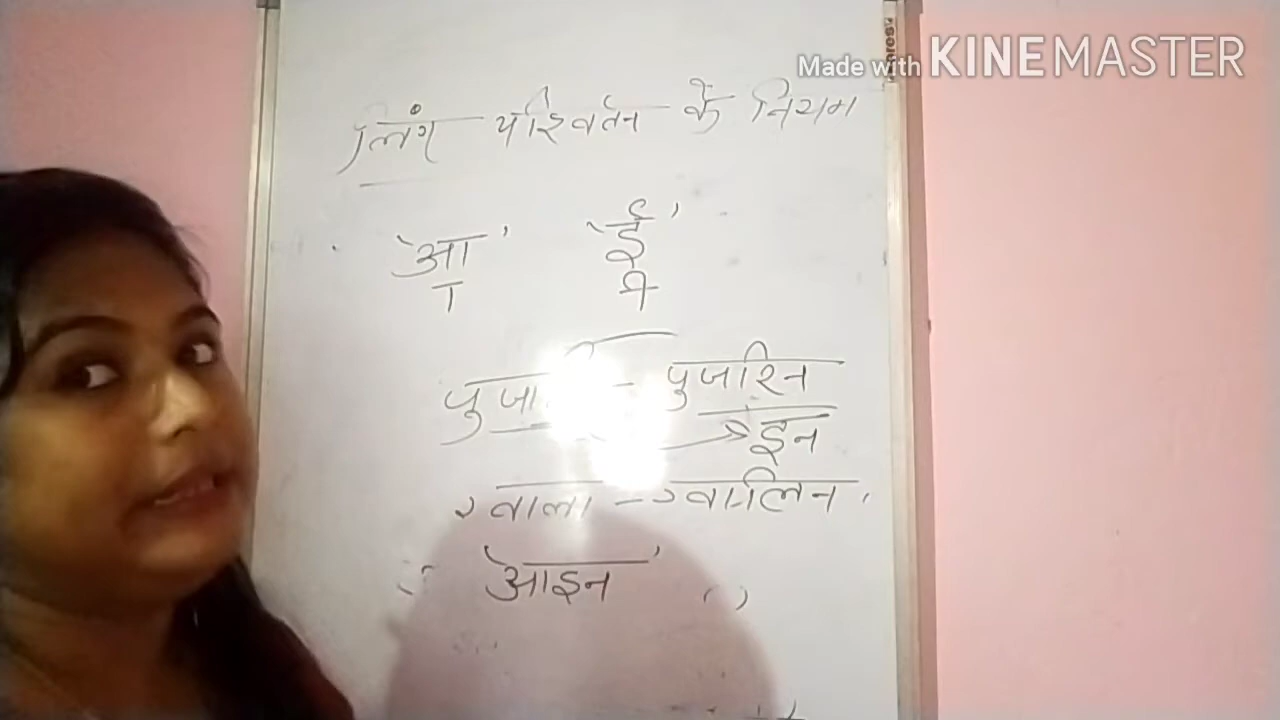 Made with KINEMASTER
लिंग परिवर्तन के नियम
'आ' 'ई'
ा ी
पुजा - पुजारिन
इन
ग्वाला - ग्वालिन
'आइन'